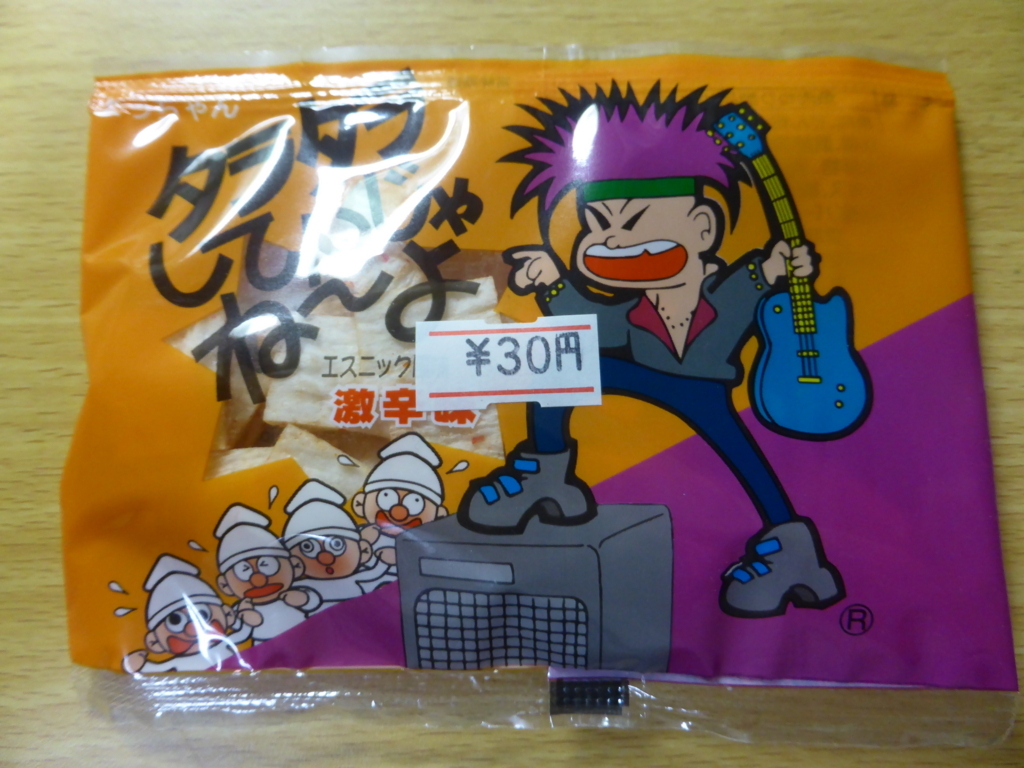 タラタラ
してんじゃ
ねーよ
エスニック
激辛味
¥30円
®